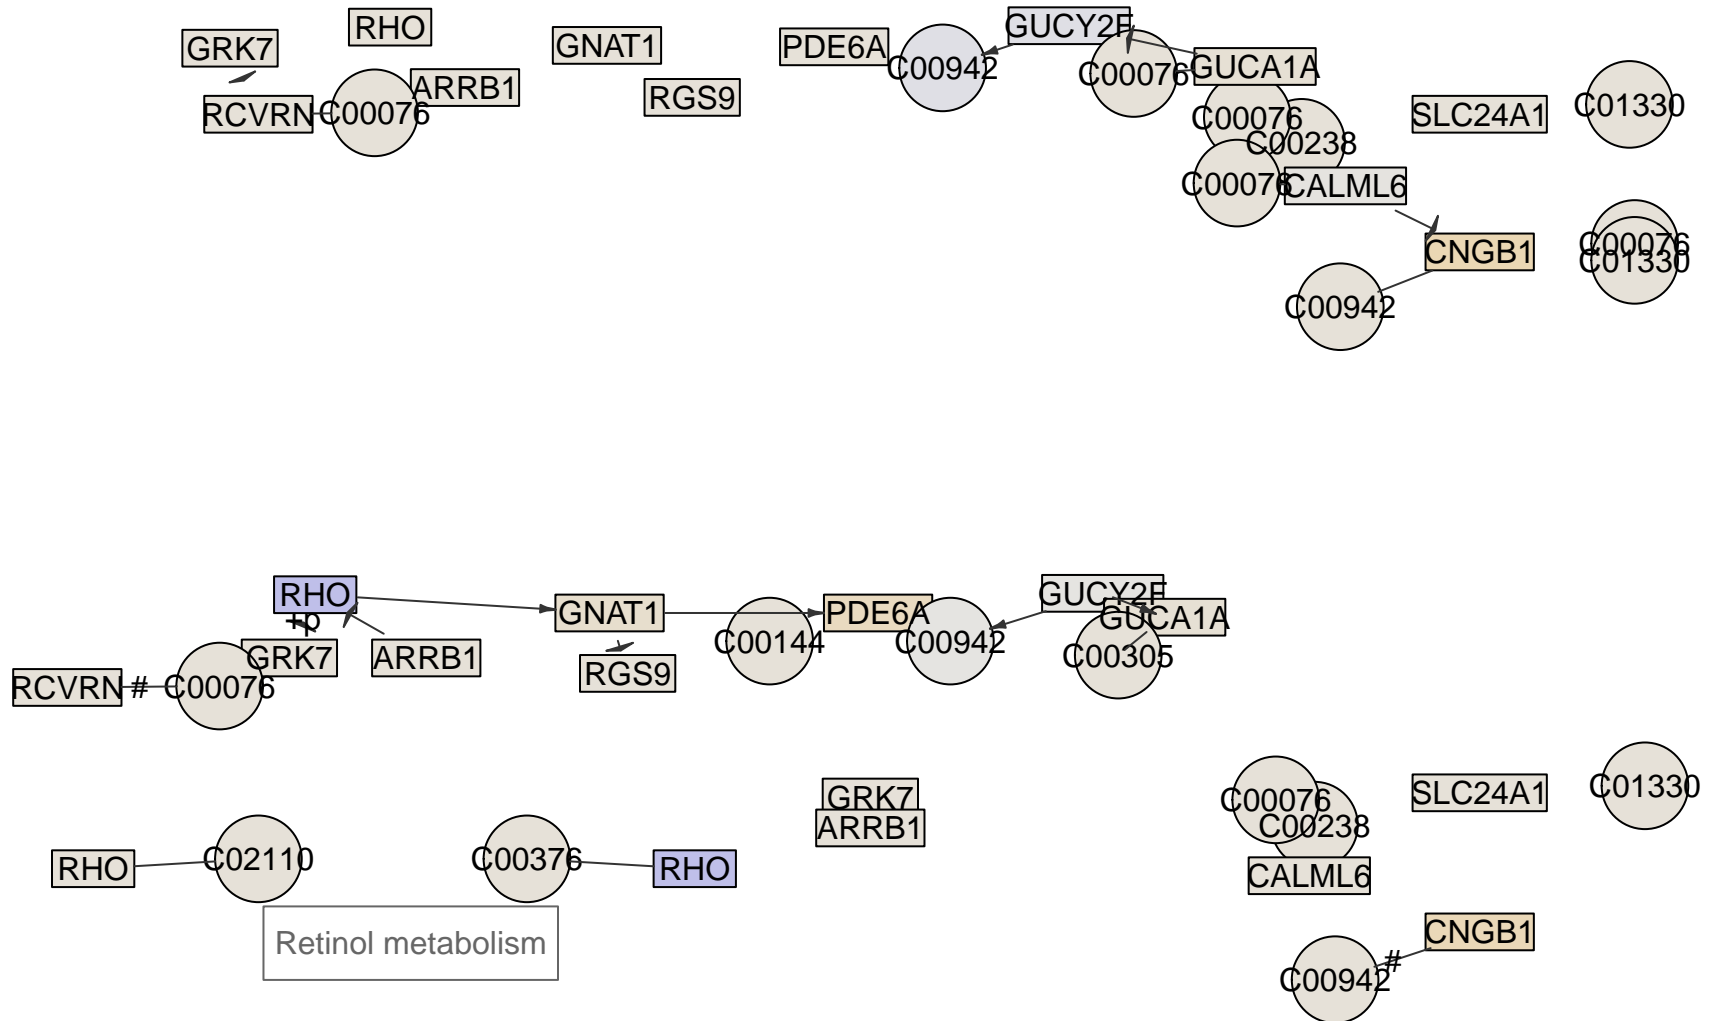 RHO
GRK7
GNAT1
PDE6A
GUCY2F
C00942
C00076
GUCA1A
ARRB1
RGS9
RCVRN
C00076
C00076
C00238
SLC24A1
C01330
C00076
CALML6
C00076
C01330
CNGB1
C00942
RHO
+p
GNAT1
PDE6A
GUCY2F
GUCA1A
C00144
C00942
C00305
GRK7
ARRB1
RGS9
RCVRN
#
C00076
GRK7
ARRB1
C00076
C00238
SLC24A1
C01330
RHO
C02110
C00376
RHO
CALML6
Retinol metabolism
CNGB1
#
C00942